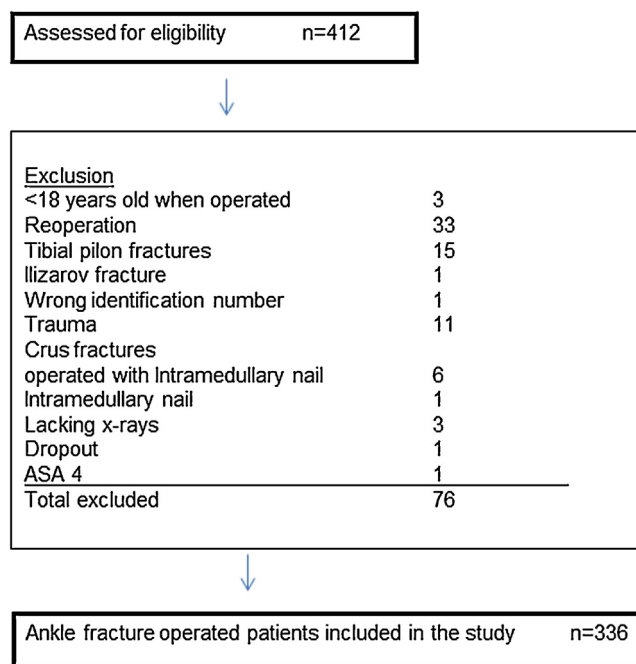 Assessed for eligibility n=412
Exclusion
<18 years old when operated 3
Reoperation 33
Tibial pilon fractures 15
Ilizarov fracture 1
Wrong identification number 1
Trauma 11
Crus fractures
operated with Intramedullary nail 6
Intramedullary nail 1
Lacking x-rays 3
Dropout 1
ASA 4 1
Total excluded 76
Ankle fracture operated patients included in the study n=336